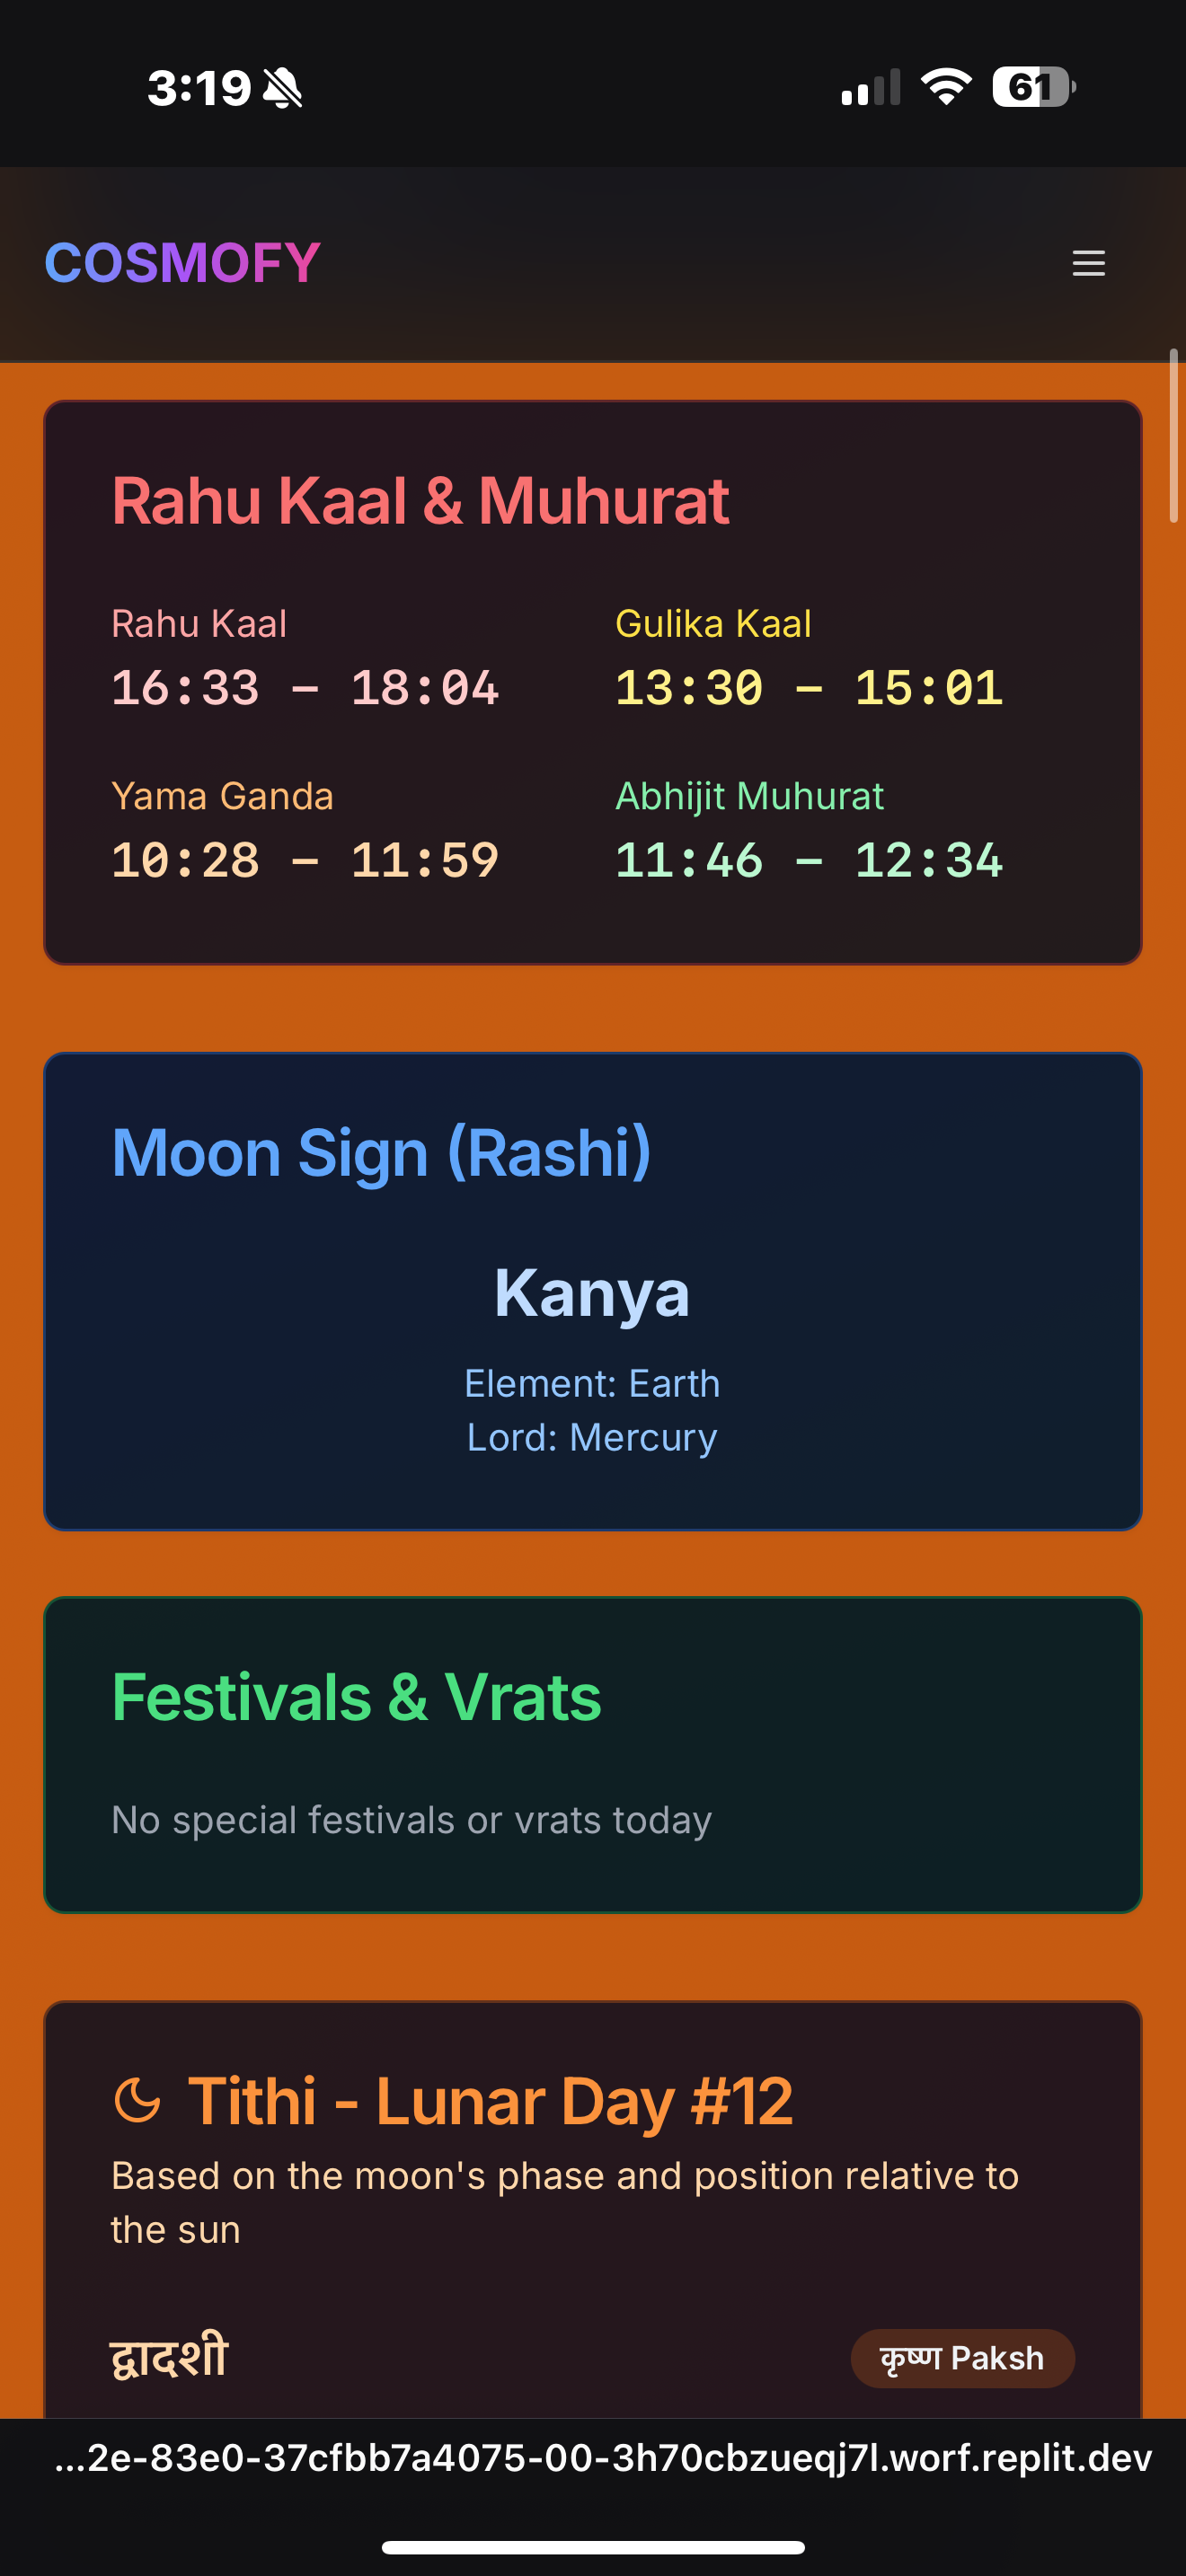 3:19
61
COSMOFY
Rahu Kaal & Muhurat
Rahu Kaal
16:33 – 18:04
Gulika Kaal
13:30 – 15:01
Yama Ganda
10:28 – 11:59
Abhijit Muhurat
11:46 – 12:34
Moon Sign (Rashi)
Kanya
Element: Earth
Lord: Mercury
Festivals & Vrats
No special festivals or vrats today
Tithi - Lunar Day #12
Based on the moon's phase and position relative to
the sun
द्वादशी
कृष्ण Paksh
...2e-83e0-37cfbb7a4075-00-3h70cbzueqj7l.worf.replit.dev